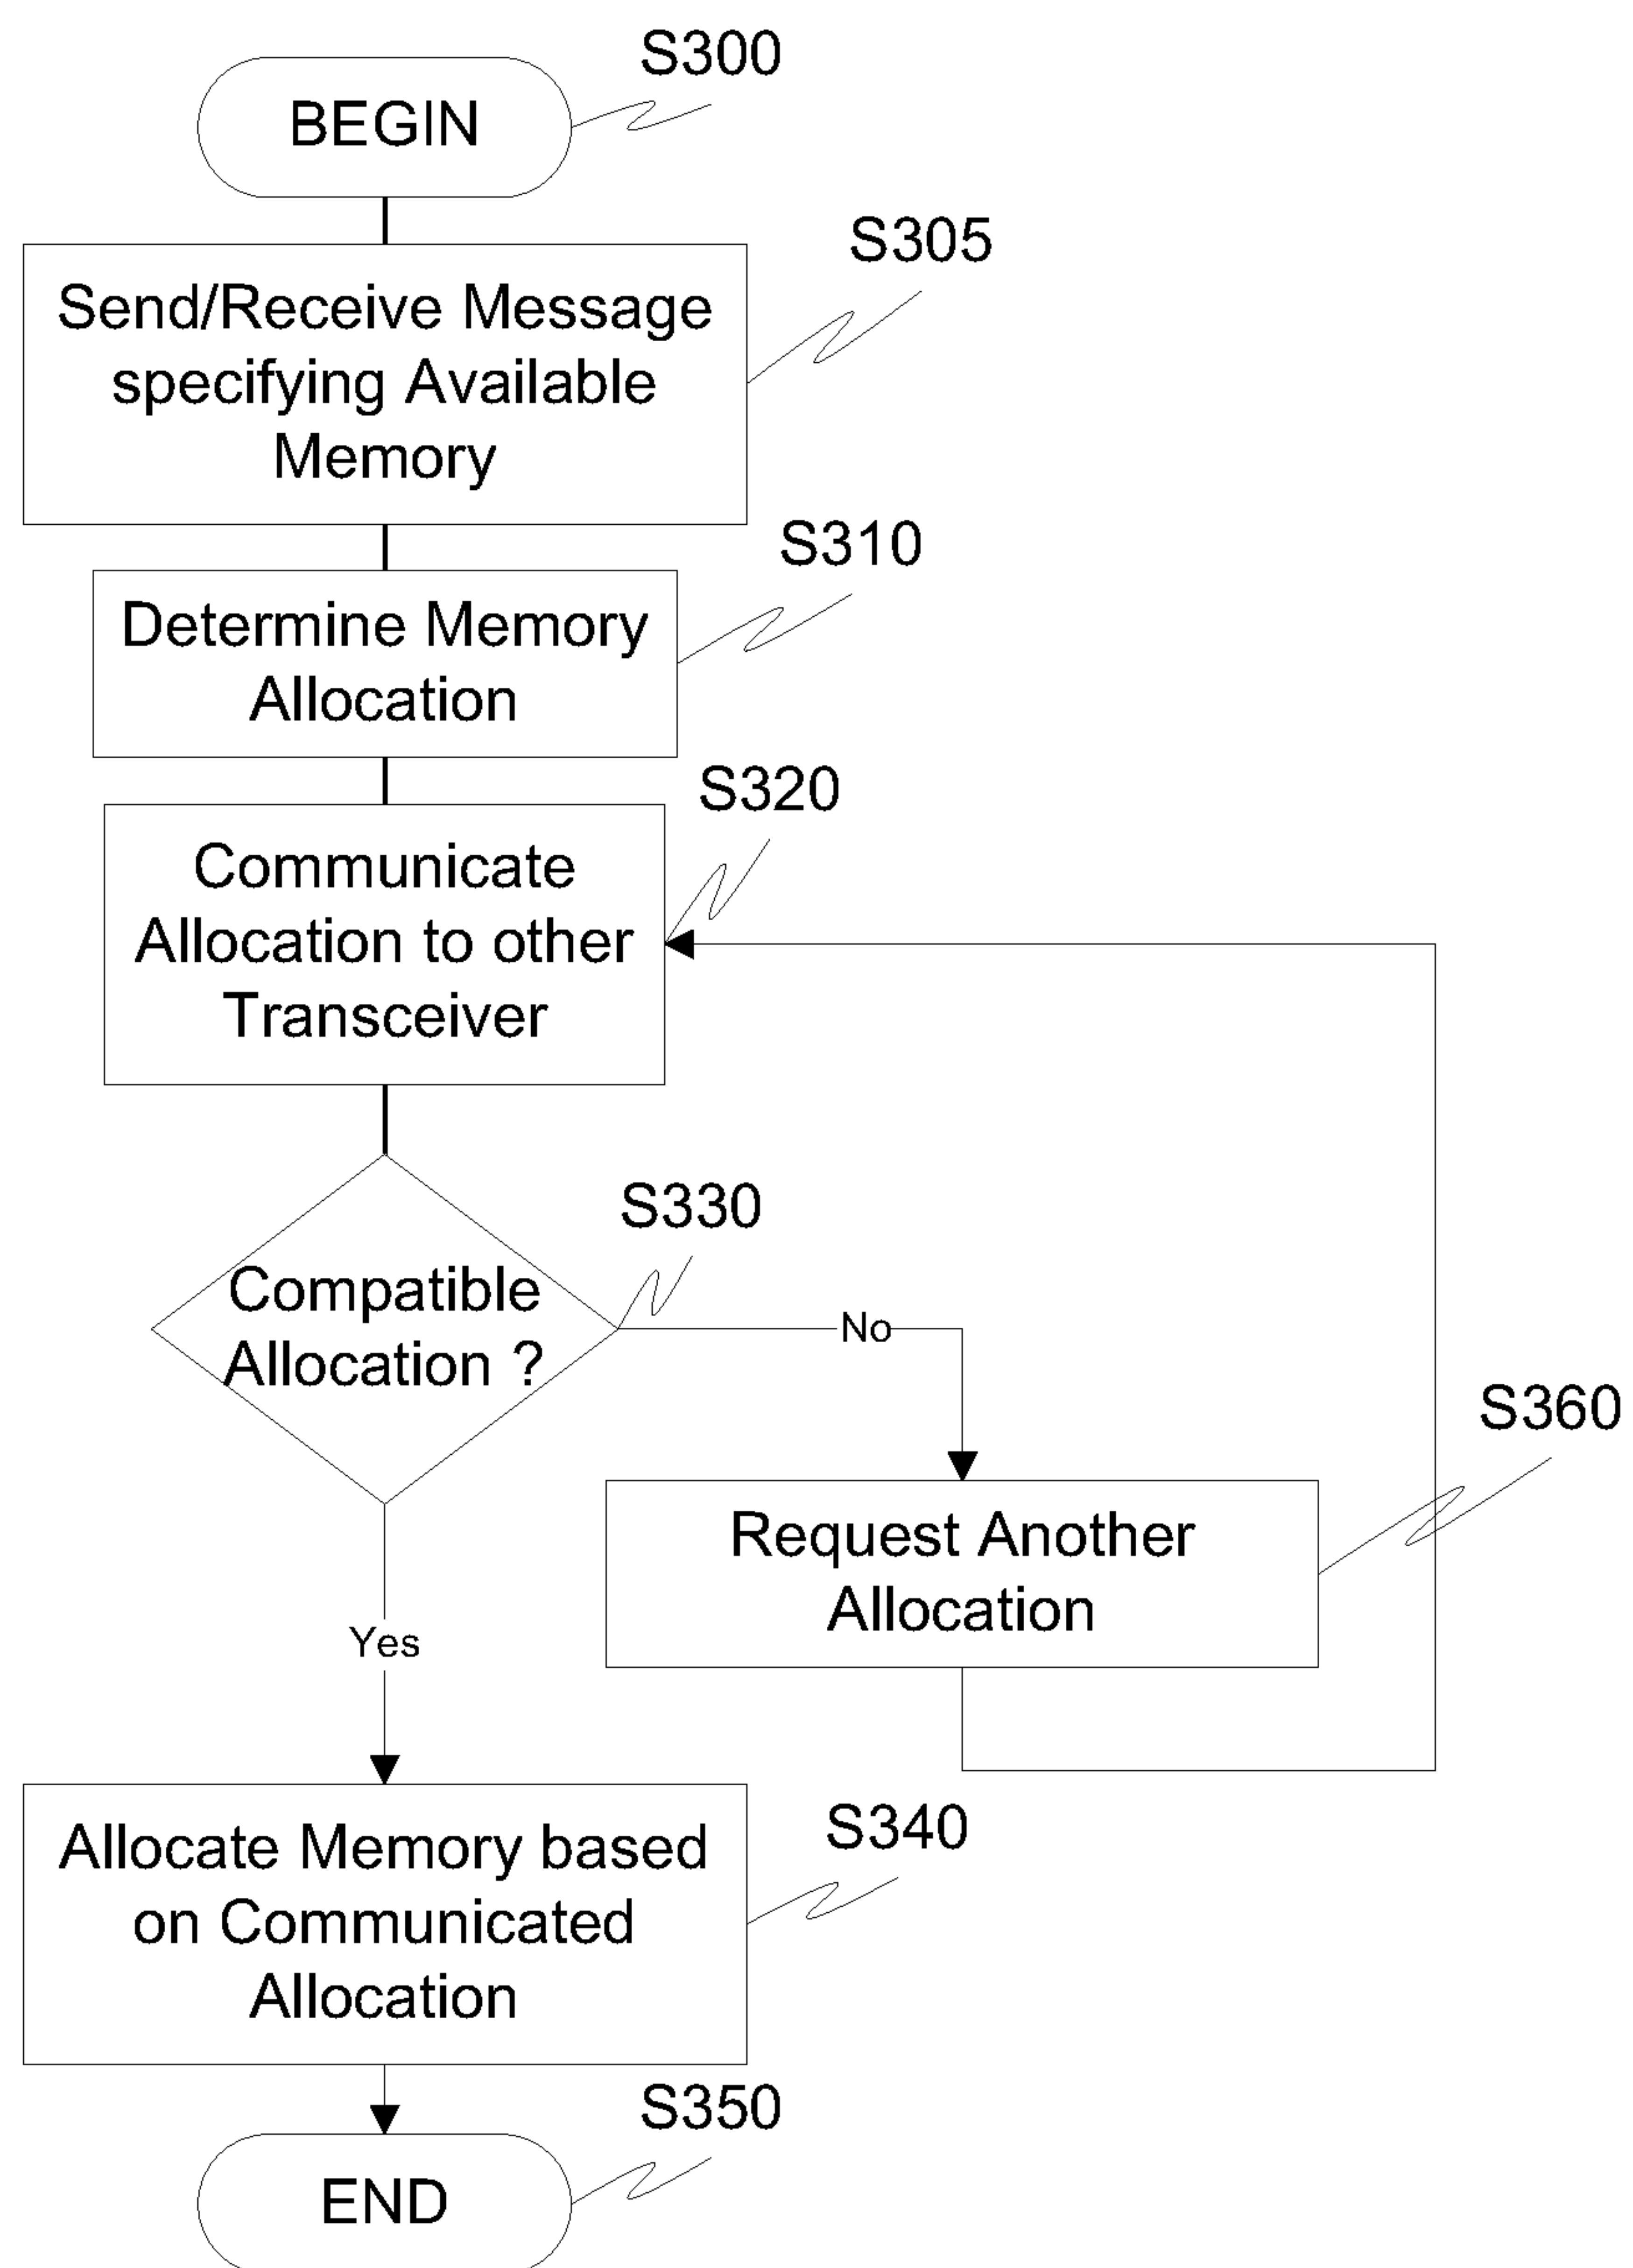 S300
BEGIN
S305
Send/Receive Message
specifying Available
Memory
S310
Determine Memory
Allocation
S320
Communicate
Allocation to other
Transceiver
S330
Compatible
Allocation ?
No
S360
Request Another
Allocation
Yes
S340
Allocate Memory based
on Communicated
Allocation
S350
END